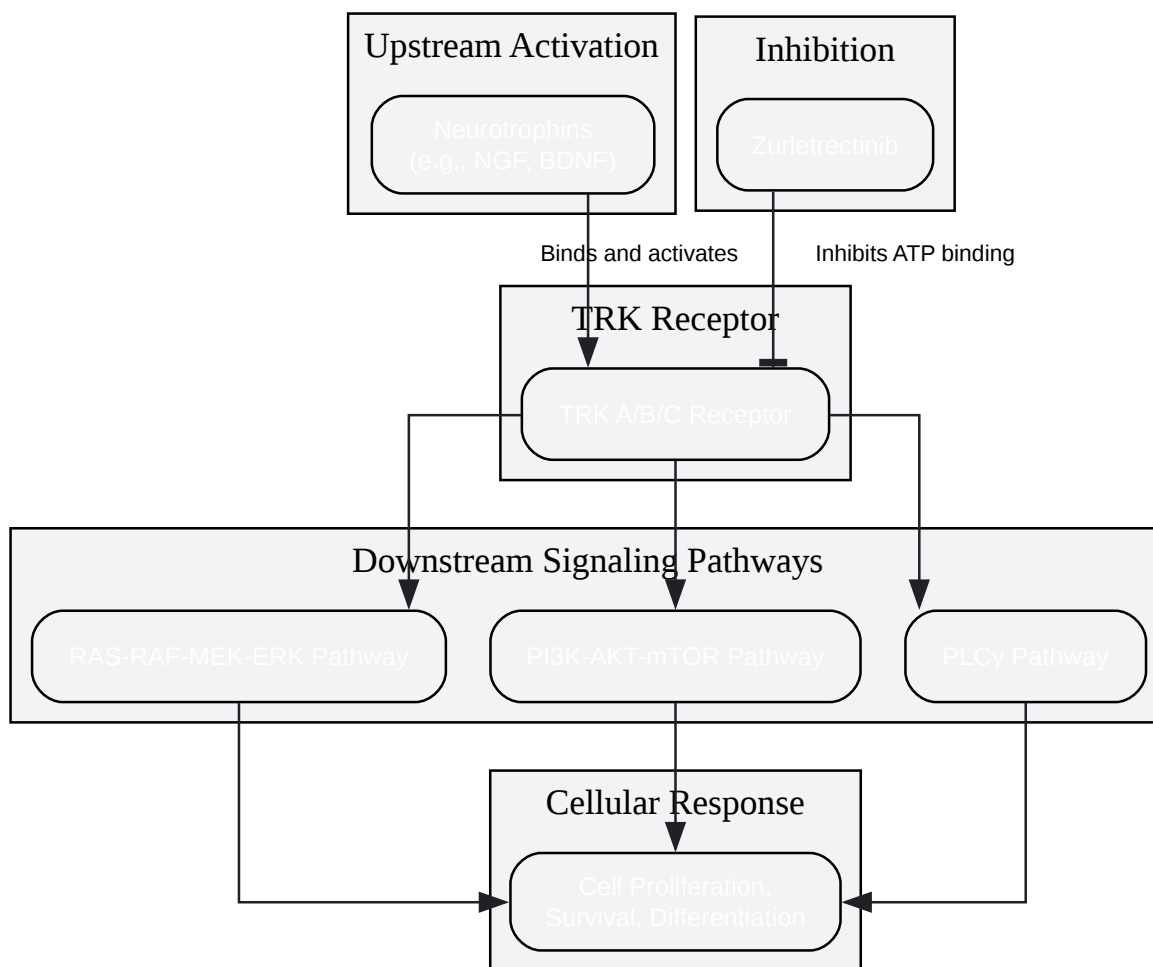 Upstream Activation
Inhibition
Neurotrophins
(e.g., NGF, BDNF)
Zurletrectinib
Binds and activates
Inhibits ATP binding
TRK Receptor
TRK A/B/C Receptor
Downstream Signaling Pathways
RAS-RAF-MEK-ERK Pathway
PI3K-AKT-mTOR Pathway
PLCγ Pathway
Cellular Response
Cell Proliferation,
Survival, Differentiation